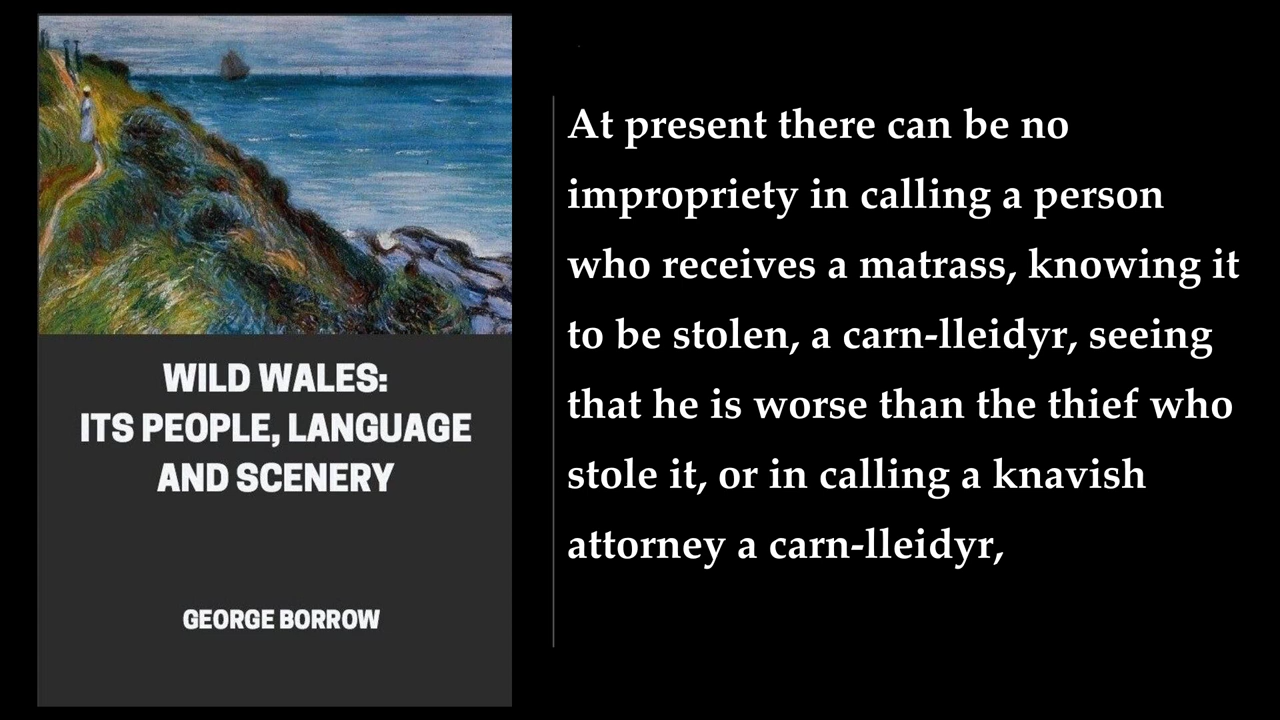 WILD WALES:
ITS PEOPLE, LANGUAGE
AND SCENERY
GEORGE BORROW
At present there can be no
impropriety in calling a person
who receives a matrass, knowing it
to be stolen, a carn-lleidyr, seeing
that he is worse than the thief who
stole it, or in calling a knavish
attorney a carn-lleidyr,